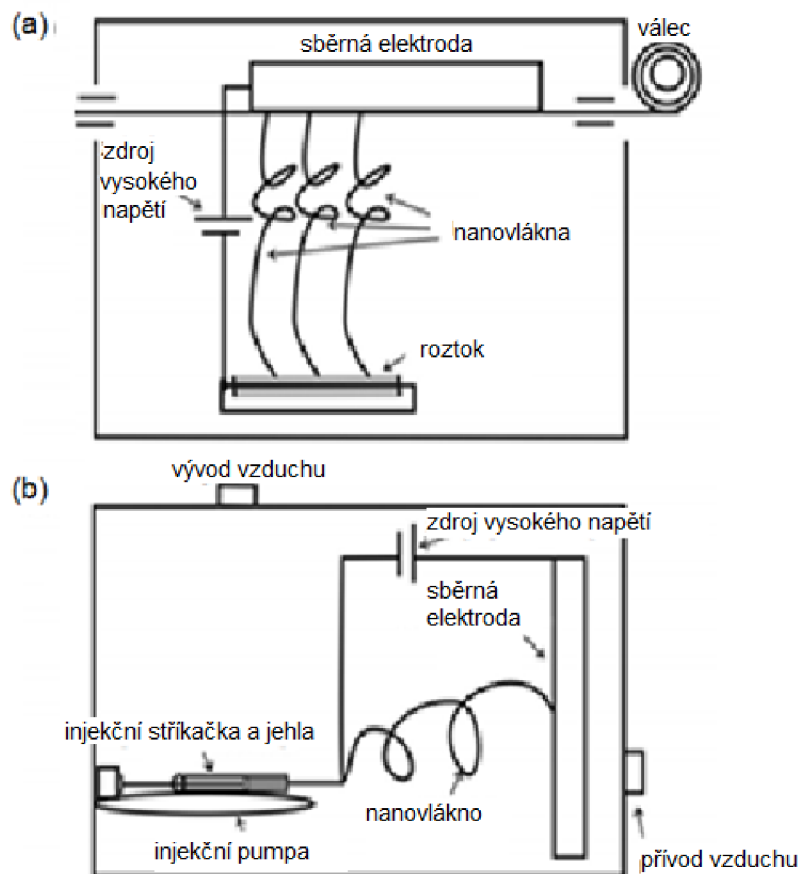 (a)
sběrná elektroda
válec
zdroj
vysokého
napětí
nanovlákna
roztok
(b)
vývod vzduchu
zdroj vysokého napětí
sběrná
elektroda
injekční stříkačka a jehla
nanovlákno
injekční pumpa
přívod vzduchu